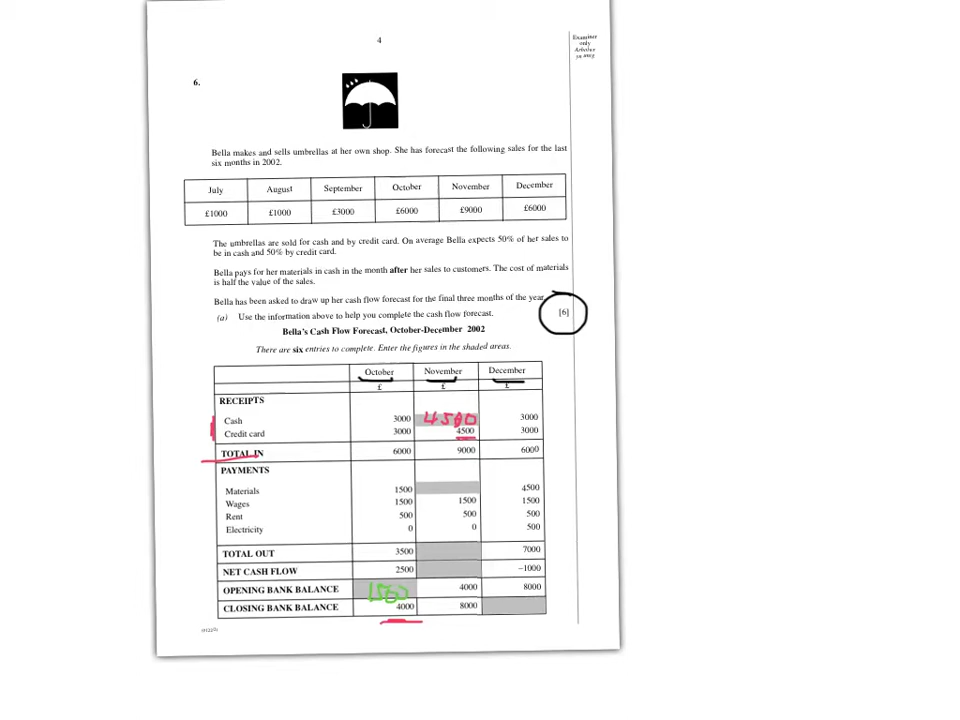 4
Examiner
only
6.
Bella makes and sells umbrellas at her own shop. She has forecast the following sales for the last
six months in 2002.
July August September October November December
£1000 £1000 £3000 £6000 £9000 £6000
The umbrellas are sold for cash and by credit card. On average Bella expects 50% of her sales to
be in cash and 50% by credit card.
Bella pays for her materials in cash in the month after her sales to customers. The cost of materials
is half the value of the sales.
Bella has been asked to draw up her cash flow forecast for the final three months of the year.
(a) Use the information above to help you complete the cash flow forecast. [6]
Bella's Cash Flow Forecast, October-December 2002
There are six entries to complete. Enter the figures in the shaded areas.
October November December
£ £ £
RECEIPTS
Cash 3000 4500 3000
Credit card 3000 4500 3000
TOTAL IN 6000 9000 6000
PAYMENTS
Materials 1500 4500
Wages 1500 1500 1500
Rent 500 500 500
Electricity 0 0 500
TOTAL OUT 3500 7000
NET CASH FLOW 2500 -1000
OPENING BANK BALANCE 1500 4000 8000
CLOSING BANK BALANCE 4000 8000